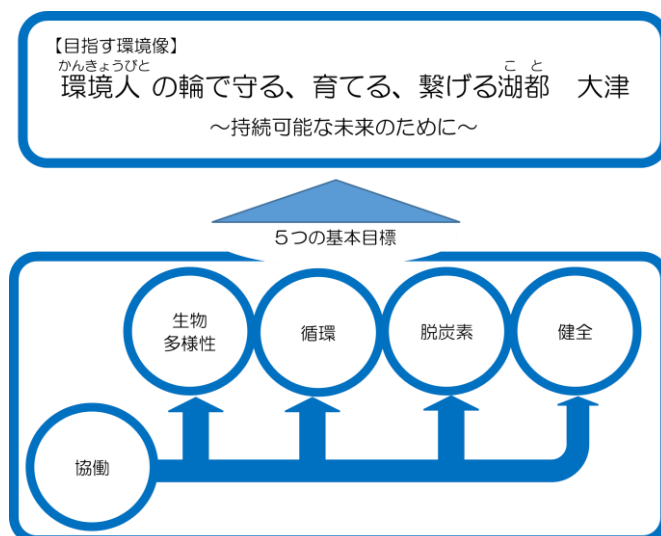 【目指す環境像】
かんきょうびと こと
環境人の輪で守る、育てる、繋げる湖都　大津
～持続可能な未来のために～
５つの基本目標
生物
多様性
循環
脱炭素
健全
協働